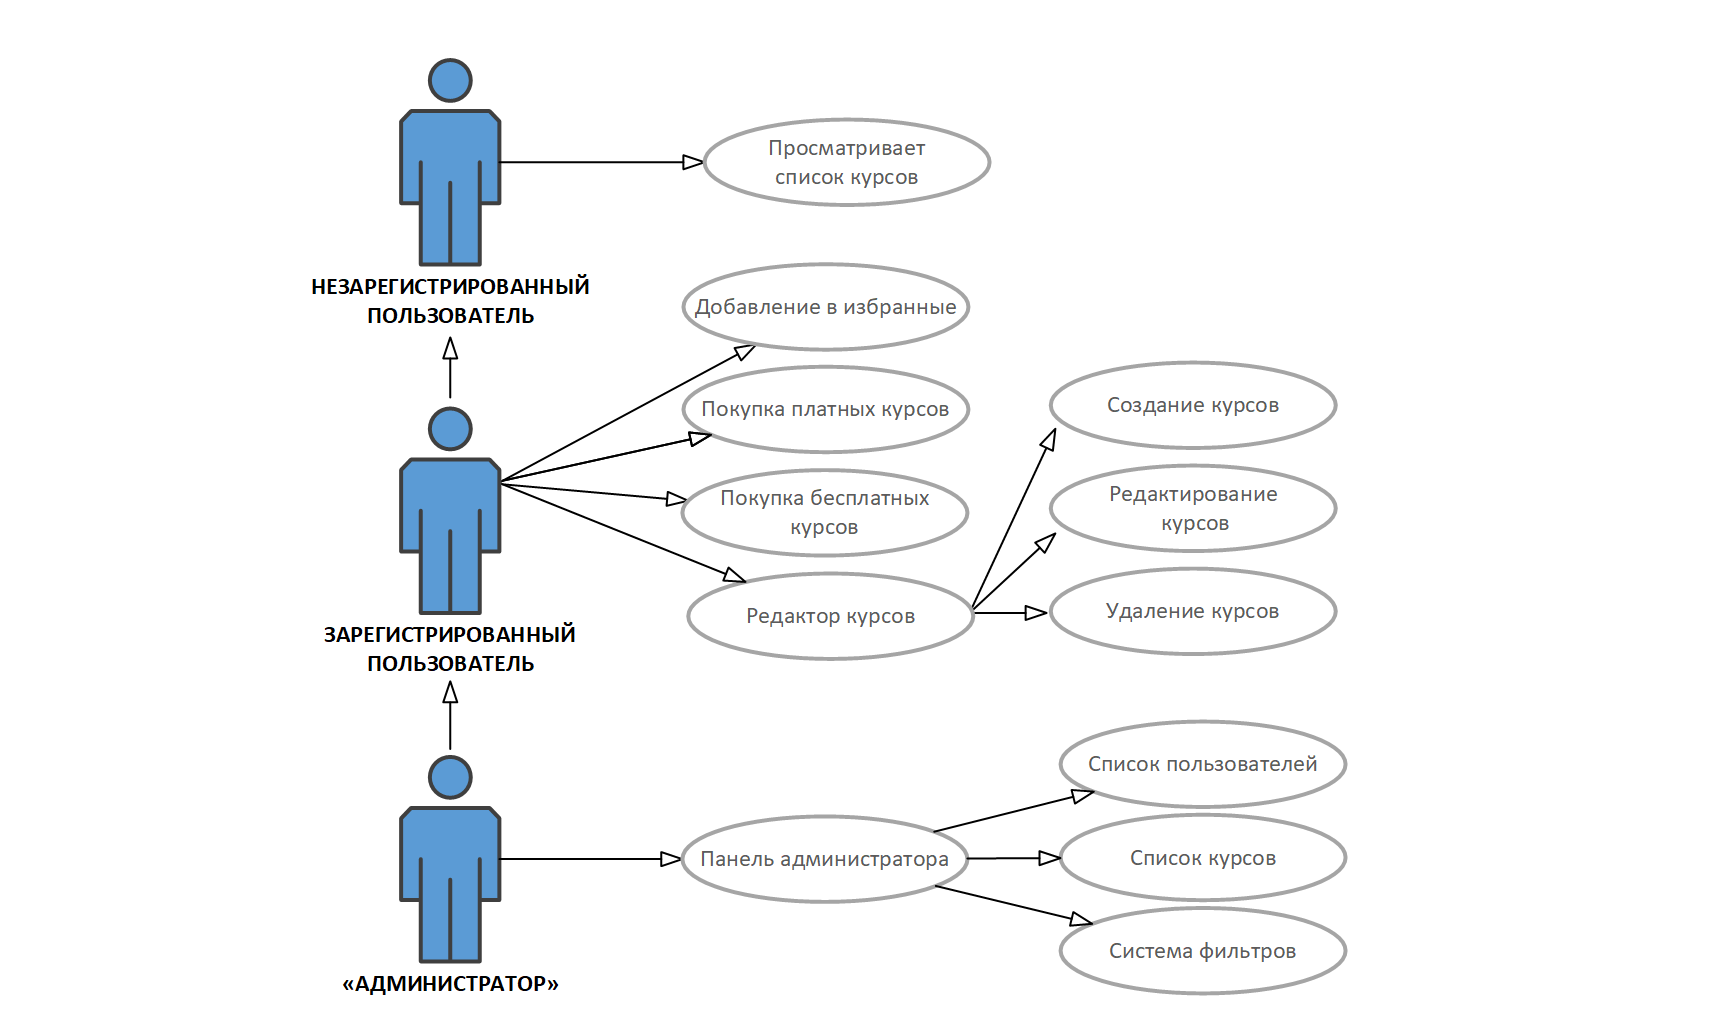 Просматривает
список курсов
НЕЗАРЕГИСТРИРОВАННЫЙ
ПОЛЬЗОВАТЕЛЬ
Добавление в избранные
Покупка платных курсов
Покупка бесплатных
курсов
Редактор курсов
Создание курсов
Редактирование
курсов
Удаление курсов
ЗАРЕГИСТРИРОВАННЫЙ
ПОЛЬЗОВАТЕЛЬ
Панель администратора
Список пользователей
Список курсов
Система фильтров
«АДМИНИСТРАТОР»